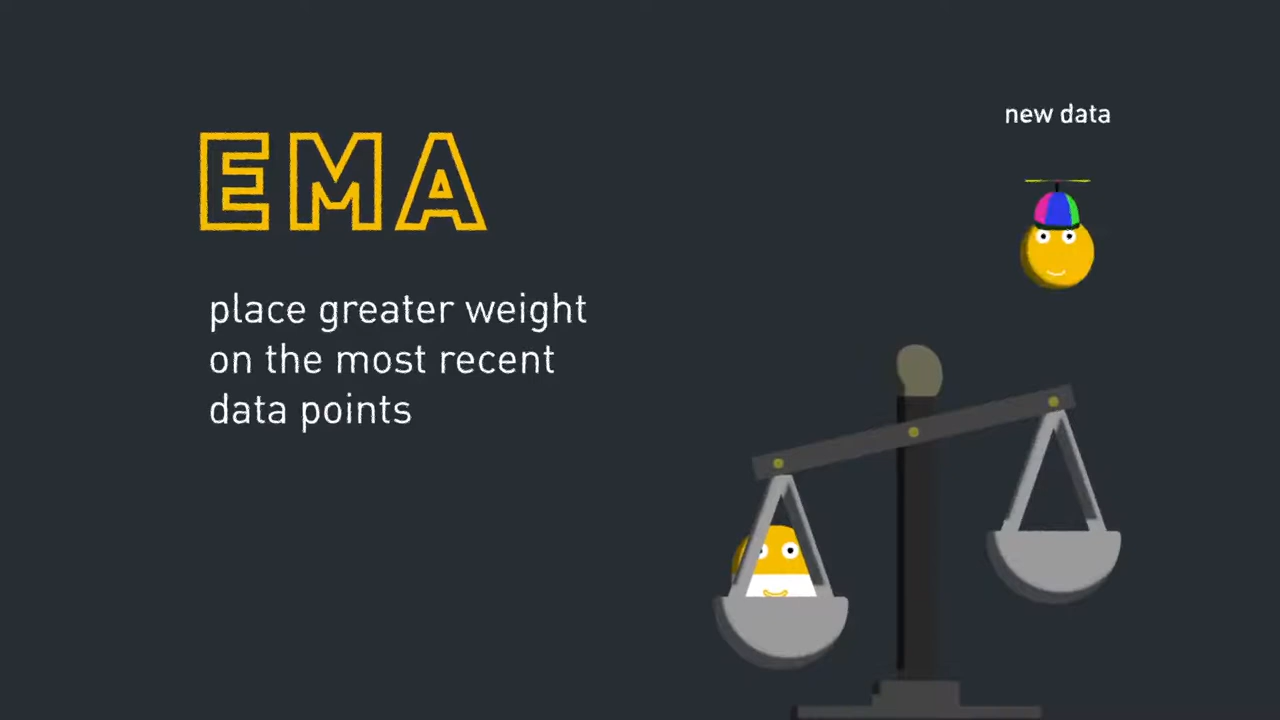 EMA
place greater weight
on the most recent
data points
new data